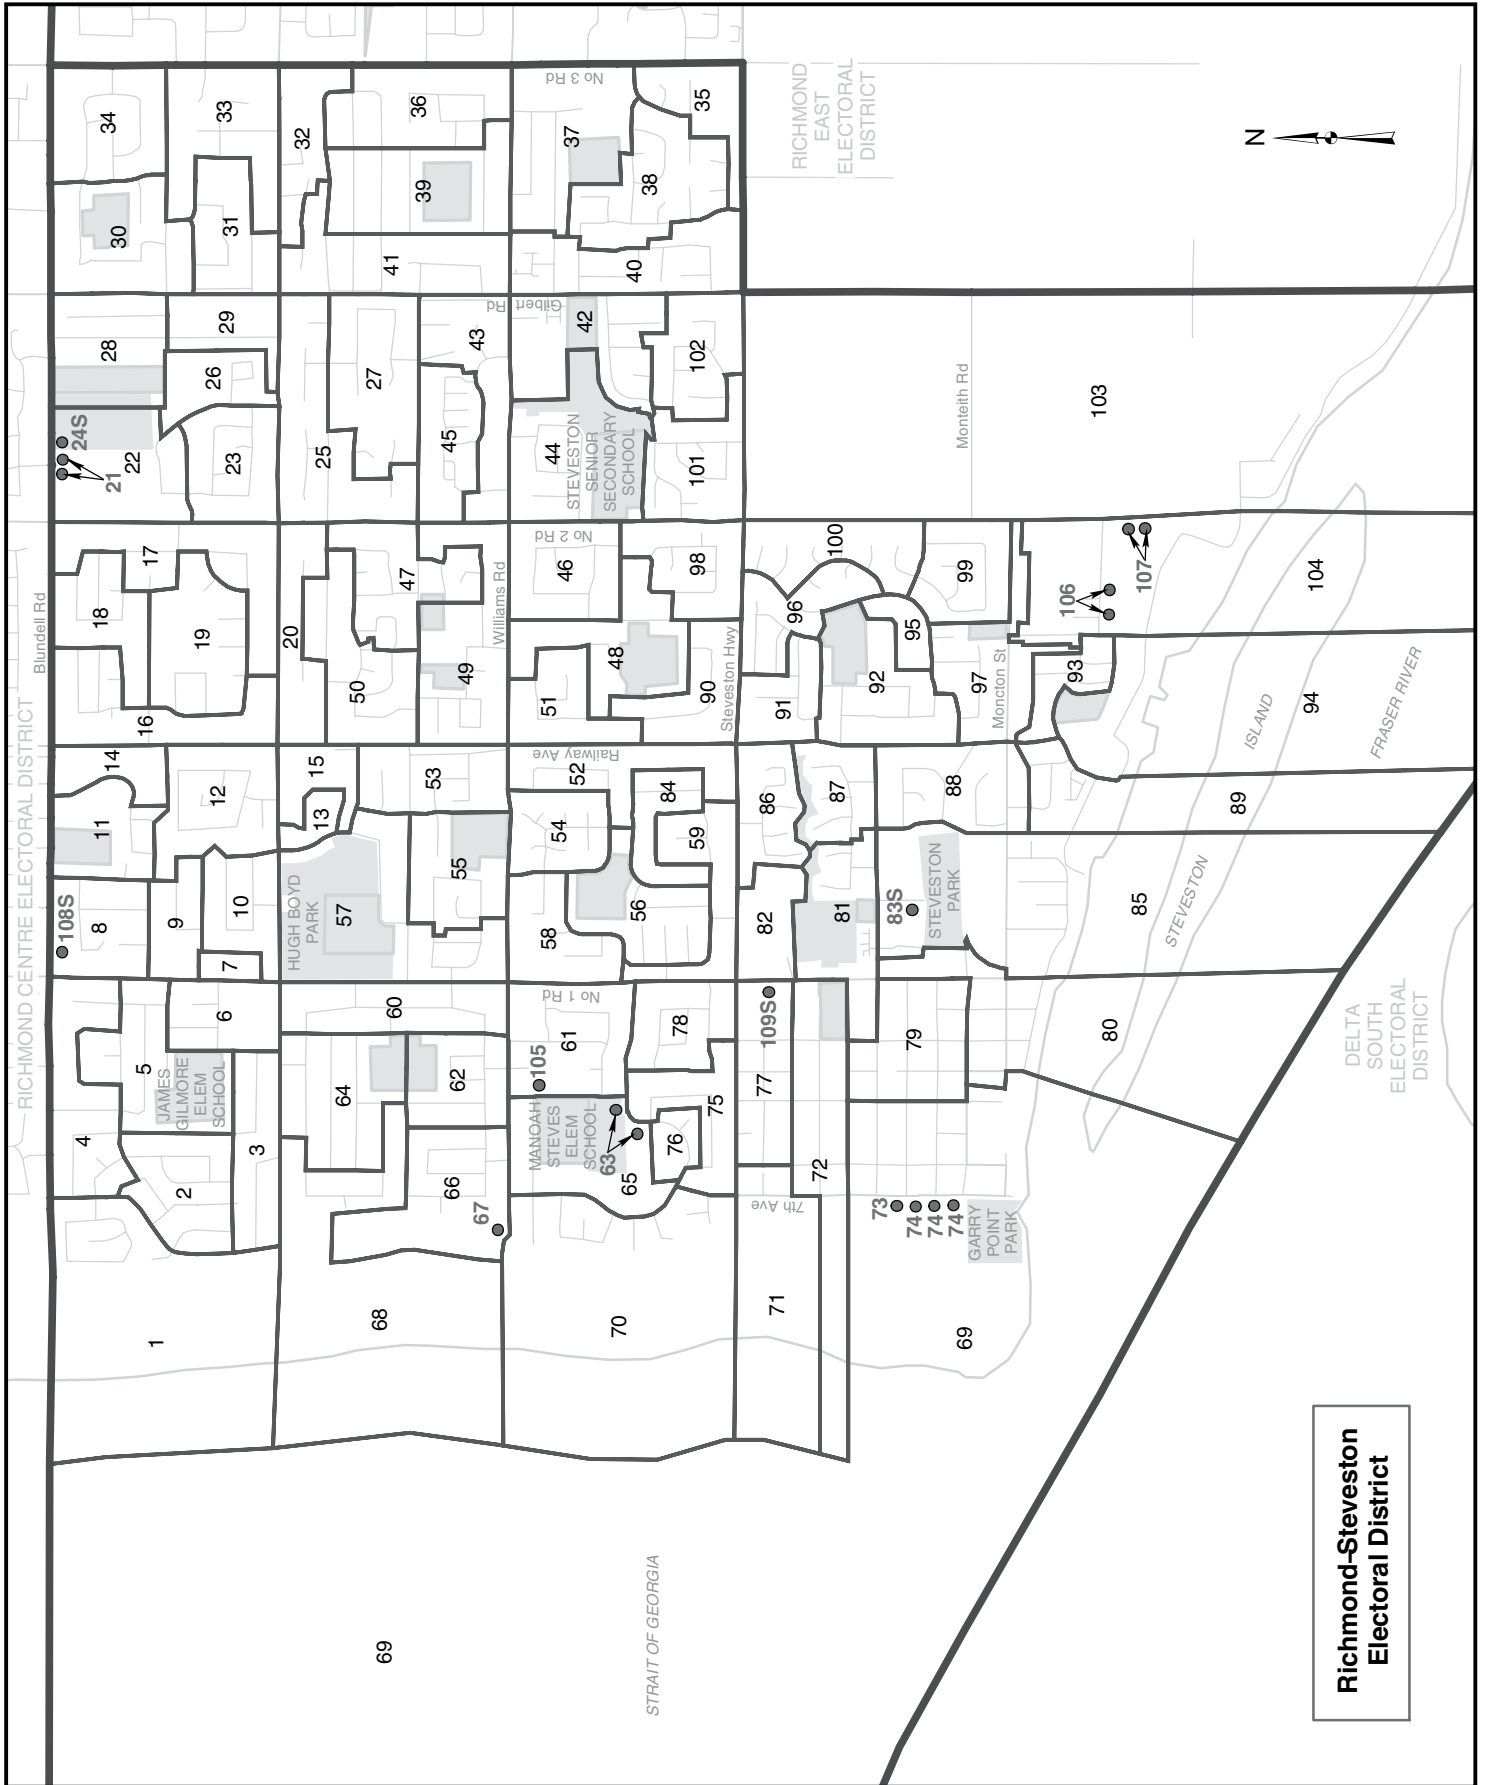 Richmond-Steveston
Electoral District
N
RICHMOND CENTRE ELECTORAL DISTRICT
RICHMOND
EAST
ELECTORAL
DISTRICT
DELTA
SOUTH
ELECTORAL
DISTRICT
STRAIT OF GEORGIA
FRASER RIVER
STEVESTON
ISLAND
Blundell Rd
Williams Rd
Steveston Hwy
Moncton St
Monteith Rd
No 3 Rd
Gilbert Rd
No 2 Rd
Railway Ave
No 1 Rd
7th Ave
JAMES
GILMORE
ELEM
SCHOOL
HUGH BOYD
PARK
MANOAH
STEVES
ELEM
SCHOOL
STEVESTON
SENIOR
SECONDARY
SCHOOL
STEVESTON
PARK
GARRY
POINT
PARK
1
2
3
4
5
6
7
8
9
10
11
12
13
14
15
16
17
18
19
20
21
22
23
24S
25
26
27
28
29
30
31
32
33
34
35
36
37
38
39
40
41
42
43
44
45
46
47
48
49
50
51
52
53
54
55
56
57
58
59
60
61
62
63
64
65
66
67
68
69
69
70
71
72
73
74
74
74
75
76
77
78
79
80
81
82
83S
84
85
86
87
88
89
90
91
92
93
94
95
96
97
98
99
100
101
102
103
104
105
106
107
108S
109S